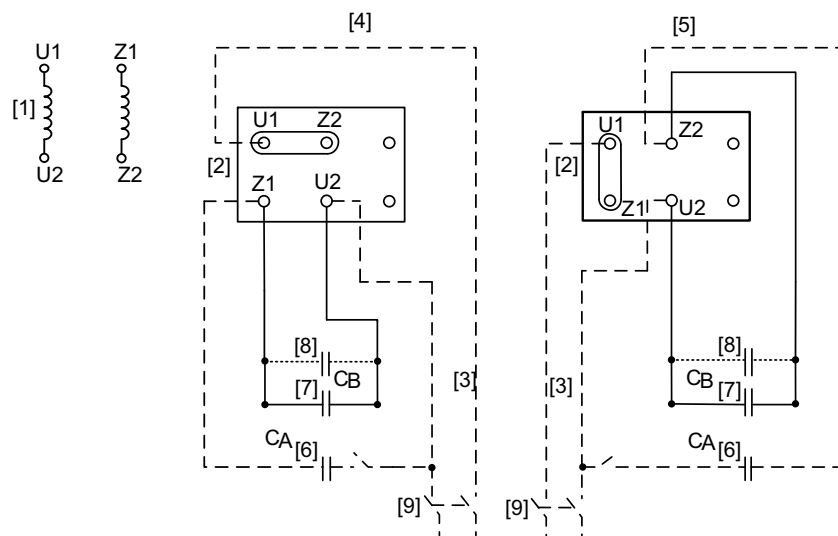 [4]
[5]
U1 Z1
[1]
U2 Z2
U1 Z2
[2]
Z1 U2
U1 Z2
[2]
Z1 U2
[8]
CB
[7]
[3]
CA [6]
[9]
[8]
CB
[7]
[3]
CA [6]
[9]